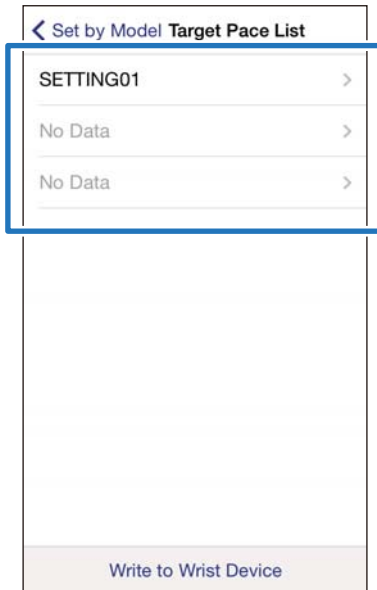 Set by Model Target Pace List
SETTING01
No Data
No Data
Write to Wrist Device